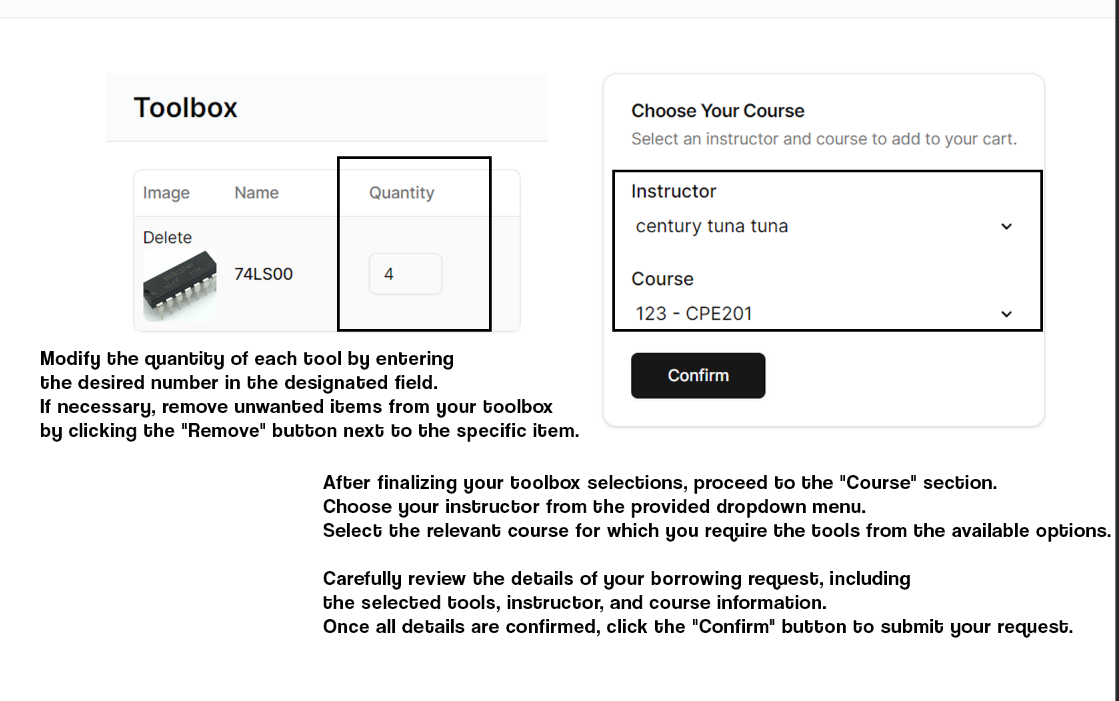 Toolbox
Image Name Quantity
Delete
74LS00
4
Modify the quantity of each tool by entering
the desired number in the designated field.
If necessary, remove unwanted items from your toolbox
by clicking the "Remove" button next to the specific item.
Choose Your Course
Select an instructor and course to add to your cart.
Instructor
century tuna tuna
Course
123 - CPE201
Confirm
After finalizing your toolbox selections, proceed to the "Course" section.
Choose your instructor from the provided dropdown menu.
Select the relevant course for which you require the tools from the available options.
Carefully review the details of your borrowing request, including
the selected tools, instructor, and course information.
Once all details are confirmed, click the "Confirm" button to submit your request.